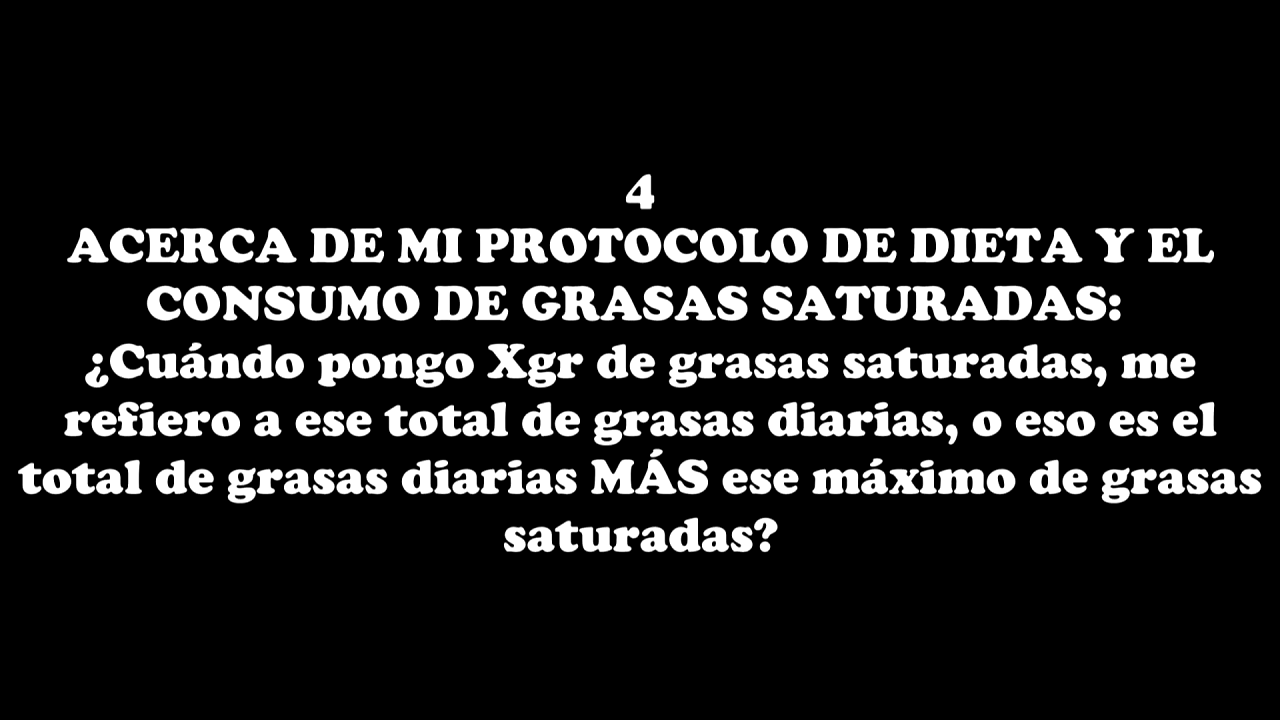 4
ACERCA DE MI PROTOCOLO DE DIETA Y EL
CONSUMO DE GRASAS SATURADAS:
¿Cuándo pongo Xgr de grasas saturadas, me
refiero a ese total de grasas diarias, o eso es el
total de grasas diarias MÁS ese máximo de grasas
saturadas?